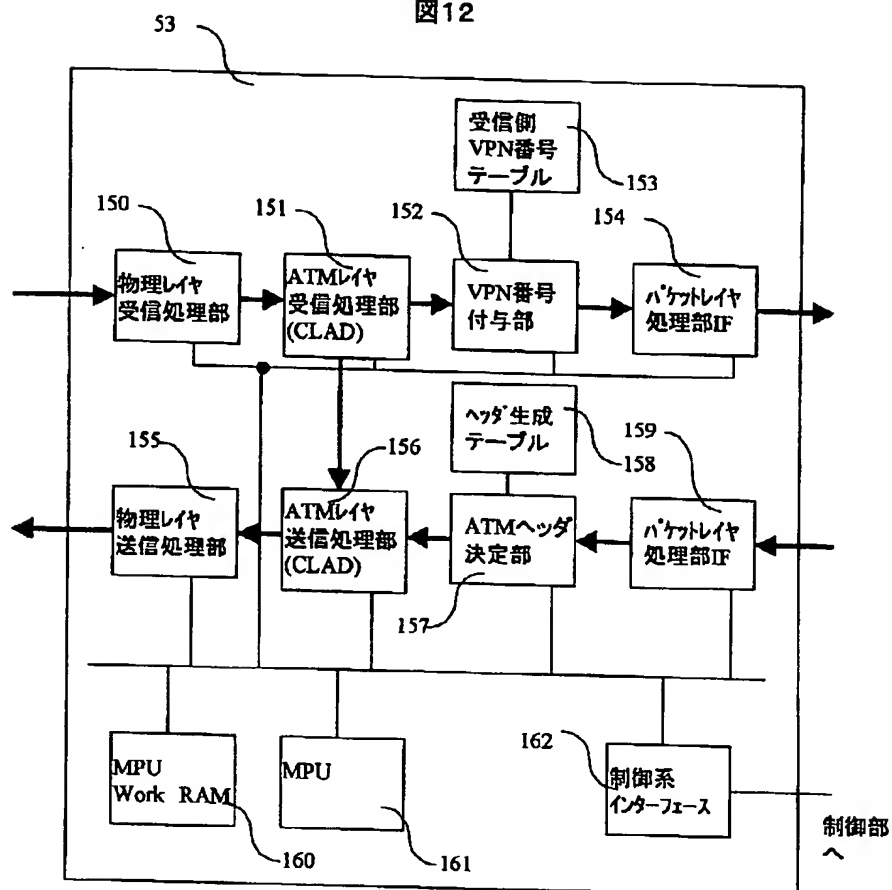 図12
53
受信側
VPN番号
テーブル
153
150
151
152
154
物理レイヤ
受信処理部
ATMレイヤ
受信処理部
(CLAD)
VPN番号
付与部
パケットレイヤ
処理部IF
ヘッダ生成
テーブル
158
155
156
159
物理レイヤ
送信処理部
ATMレイヤ
送信処理部
(CLAD)
ATMヘッダ
決定部
157
パケットレイヤ
処理部IF
MPU
Work RAM
160
MPU
161
162
制御系
インターフェース
制御部
へ